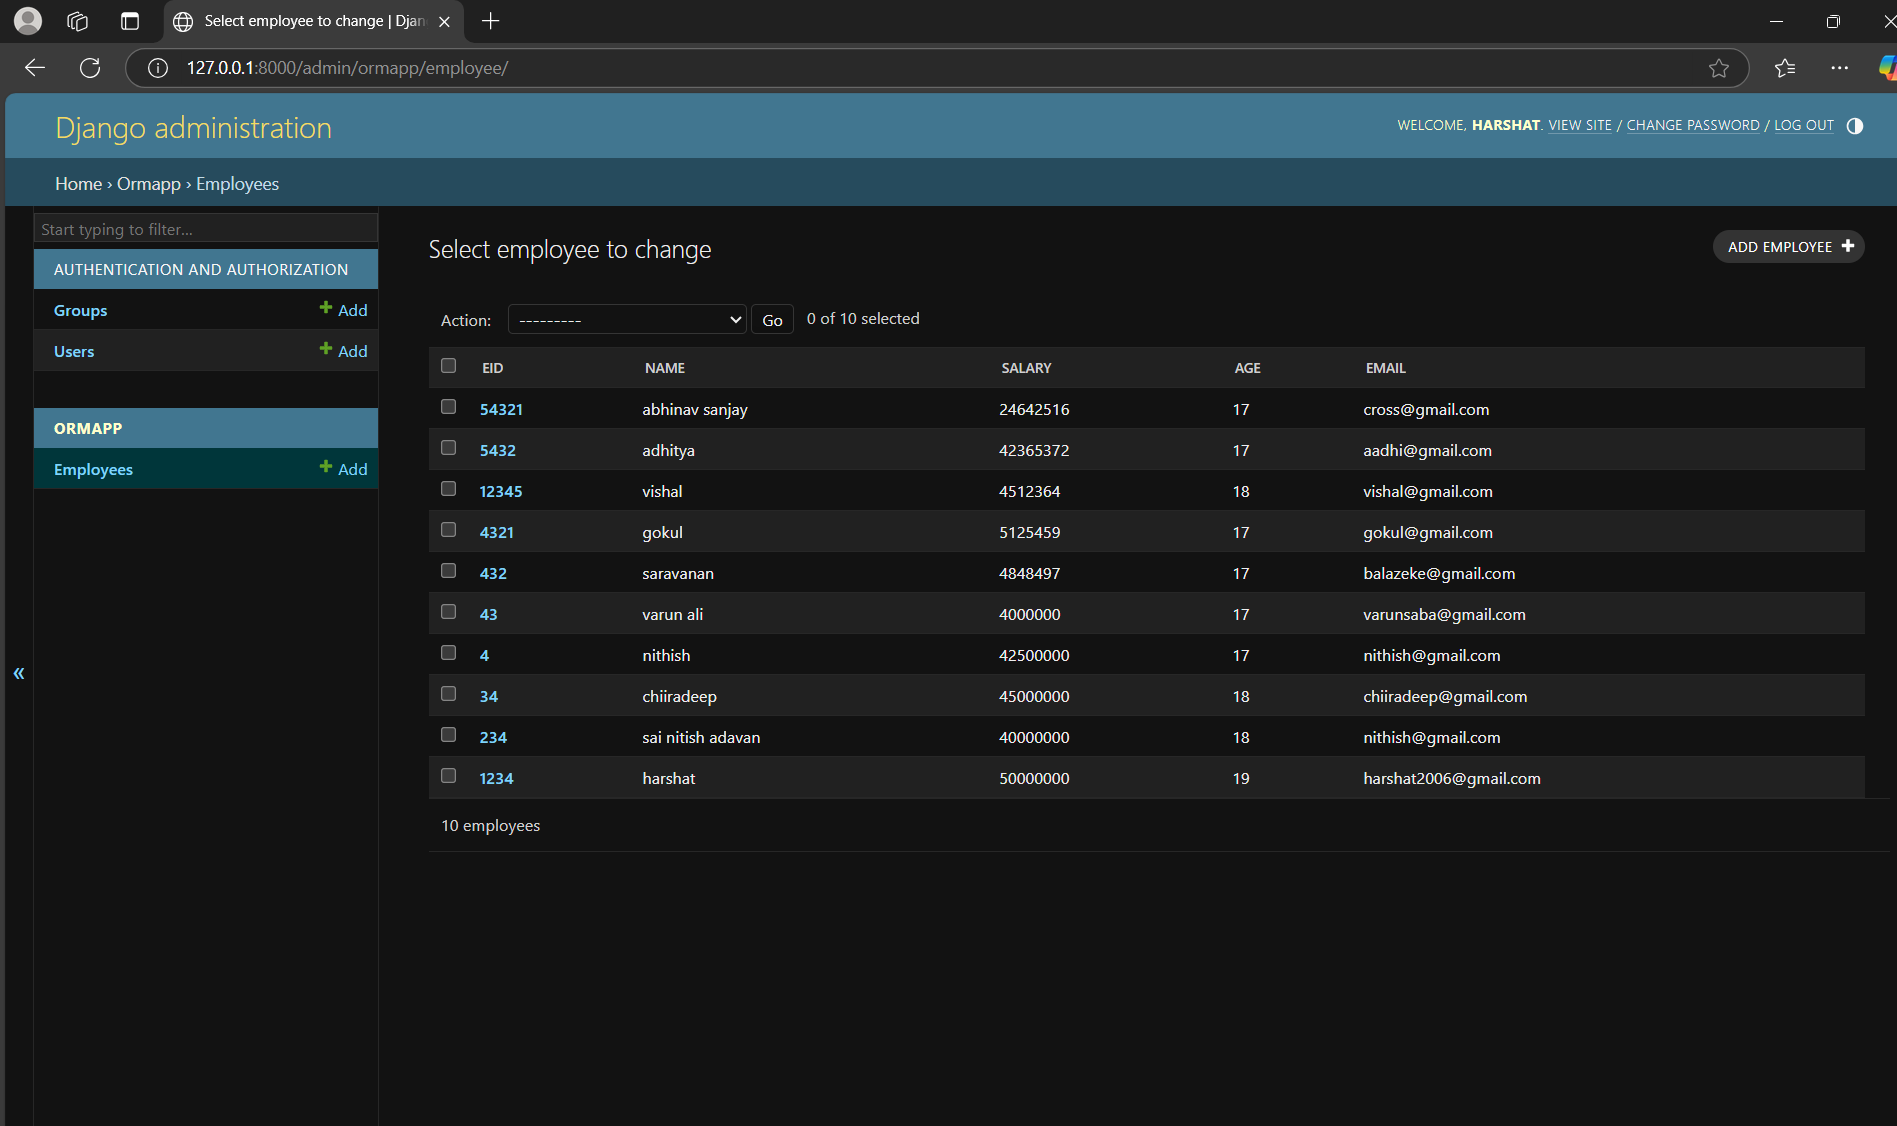 Select employee to change | Djan
127.0.0.1:8000/admin/ormapp/employee/
Django administration
WELCOME, HARSHAT. VIEW SITE / CHANGE PASSWORD / LOG OUT
Home › Ormapp › Employees
Start typing to filter...
AUTHENTICATION AND AUTHORIZATION
Groups + Add
Users + Add
ORMAPP
Employees + Add
«
Select employee to change
ADD EMPLOYEE +
Action: --------- Go 0 of 10 selected
EID NAME SALARY AGE EMAIL
54321 abhinav sanjay 24642516 17 cross@gmail.com
5432 adhitya 42365372 17 aadhi@gmail.com
12345 vishal 4512364 18 vishal@gmail.com
4321 gokul 5125459 17 gokul@gmail.com
432 saravanan 4848497 17 balazeke@gmail.com
43 varun ali 4000000 17 varunsaba@gmail.com
4 nithish 42500000 17 nithish@gmail.com
34 chiiradeep 45000000 18 chiiradeep@gmail.com
234 sai nitish adavan 40000000 18 nithish@gmail.com
1234 harshat 50000000 19 harshat2006@gmail.com
10 employees